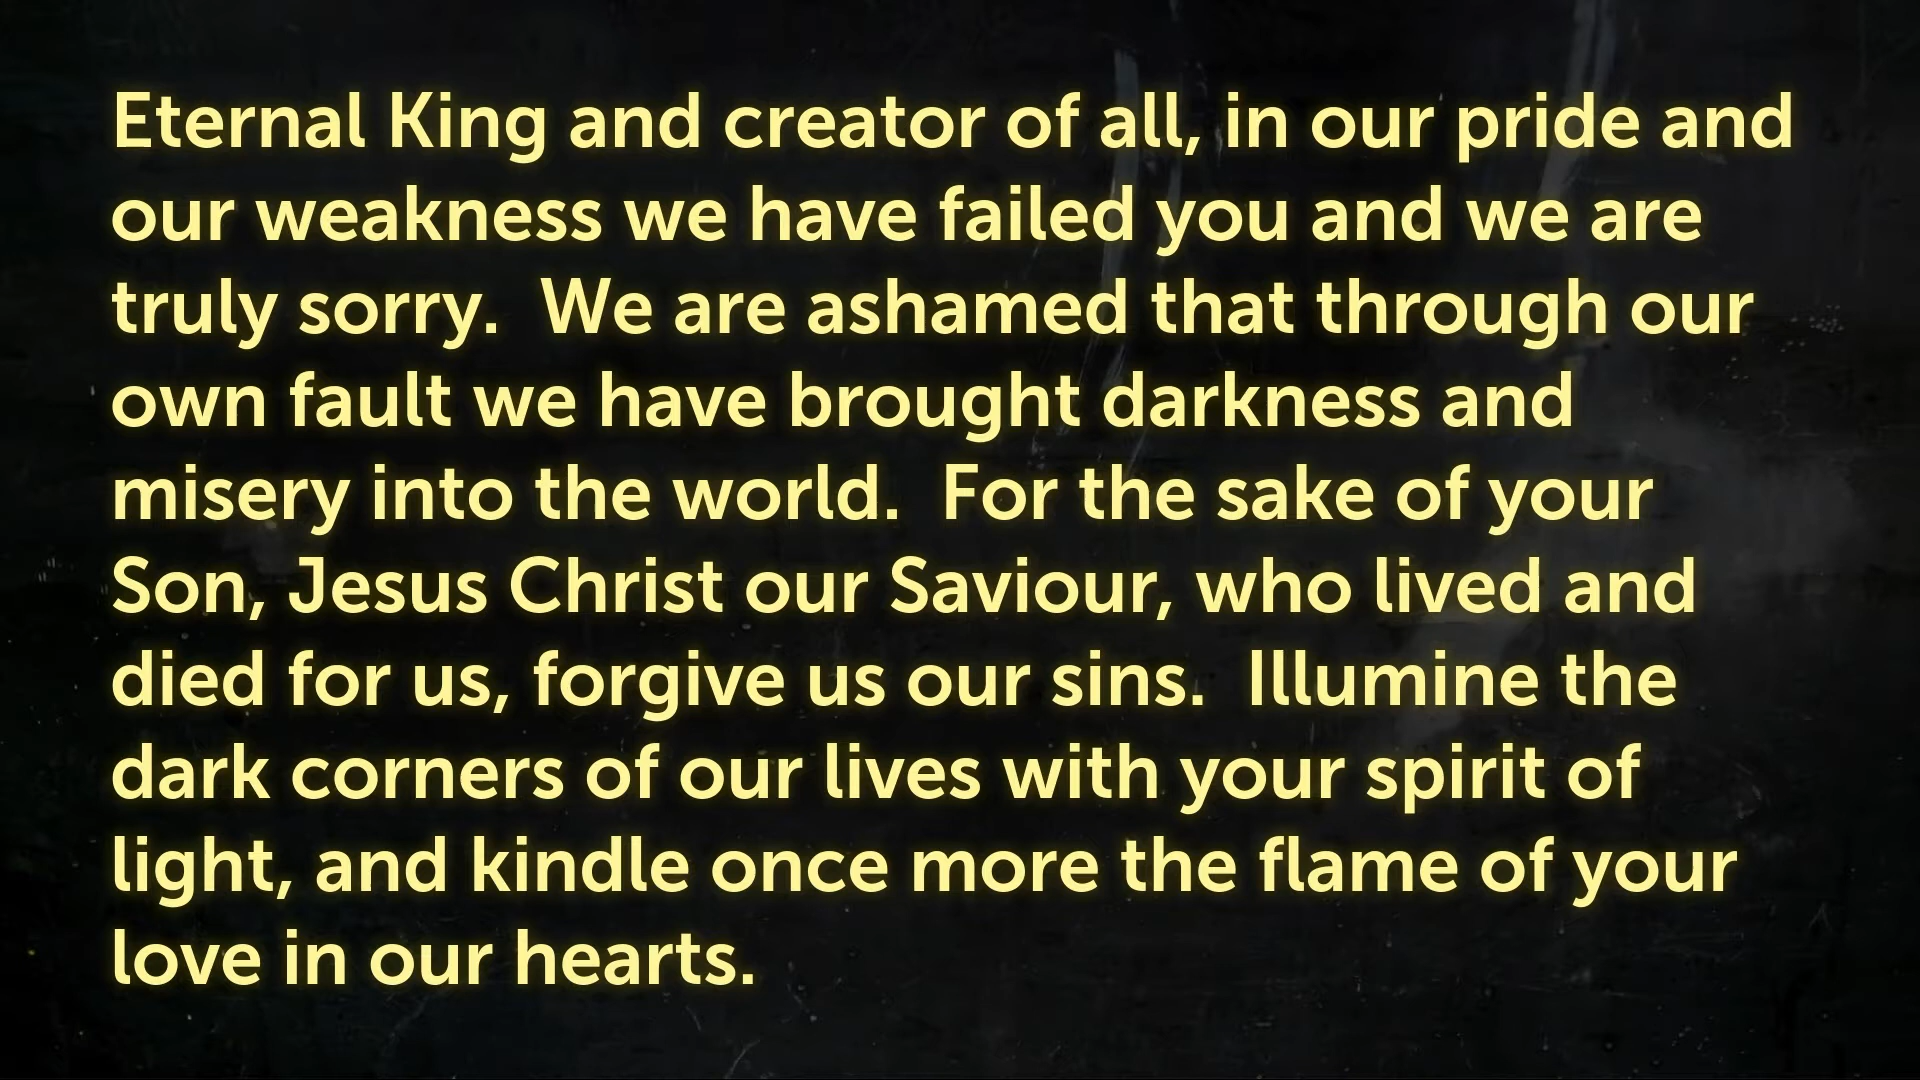 Eternal King and creator of all, in our pride and
our weakness we have failed you and we are
truly sorry.  We are ashamed that through our
own fault we have brought darkness and
misery into the world.  For the sake of your
Son, Jesus Christ our Saviour, who lived and
died for us, forgive us our sins.  Illumine the
dark corners of our lives with your spirit of
light, and kindle once more the flame of your
love in our hearts.